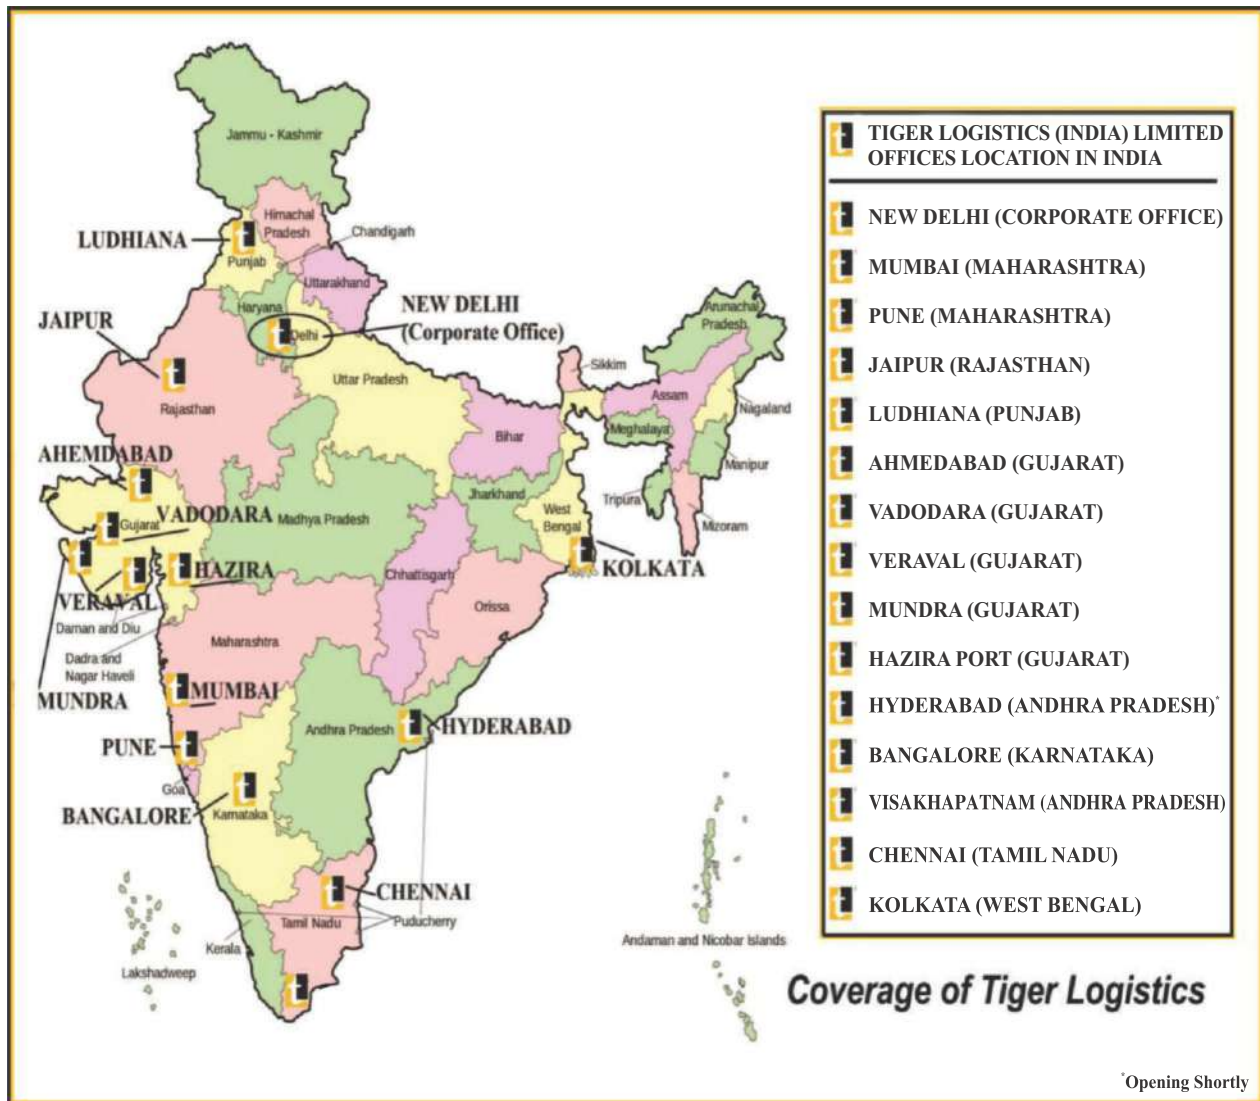 Jammu - Kashmir
Himachal
Pradesh
Chandigarh
LUDHIANA
Punjab
Uttarakhand
Haryana
NEW DELHI
(Corporate Office)
Delhi
JAIPUR
Rajasthan
Uttar Pradesh
Arunachal
Pradesh
Sikkim
Assam
Nagaland
Meghalaya
Manipur
Tripura
Mizoram
Bihar
AHEMDABAD
Gujarat
VADODARA
Madhya Pradesh
Jharkhand
West
Bengal
KOLKATA
HAZIRA
Chhattisgarh
Orissa
VERAVAL
Daman and Diu
Dadra and
Nagar Haveli
Maharashtra
MUNDRA
MUMBAI
PUNE
Andhra Pradesh
HYDERABAD
Goa
BANGALORE
Karnataka
CHENNAI
Tamil Nadu
Puducherry
Kerala
Lakshadweep
Andaman and Nicobar Islands
t TIGER LOGISTICS (INDIA) LIMITED
OFFICES LOCATION IN INDIA
t NEW DELHI (CORPORATE OFFICE)
t MUMBAI (MAHARASHTRA)
t PUNE (MAHARASHTRA)
t JAIPUR (RAJASTHAN)
t LUDHIANA (PUNJAB)
t AHMEDABAD (GUJARAT)
t VADODARA (GUJARAT)
t VERAVAL (GUJARAT)
t MUNDRA (GUJARAT)
t HAZIRA PORT (GUJARAT)
t HYDERABAD (ANDHRA PRADESH)*
t BANGALORE (KARNATAKA)
t VISAKHAPATNAM (ANDHRA PRADESH)
t CHENNAI (TAMIL NADU)
t KOLKATA (WEST BENGAL)
Coverage of Tiger Logistics
*Opening Shortly